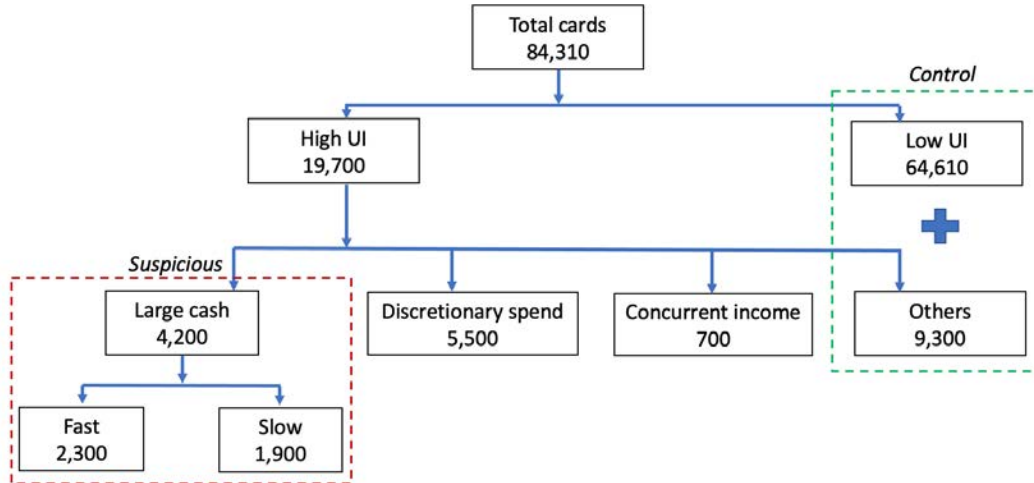 Total cards
84,310
Control
High UI
19,700
Low UI
64,610
Suspicious
Large cash
4,200
Discretionary spend
5,500
Concurrent income
700
Others
9,300
Fast
2,300
Slow
1,900